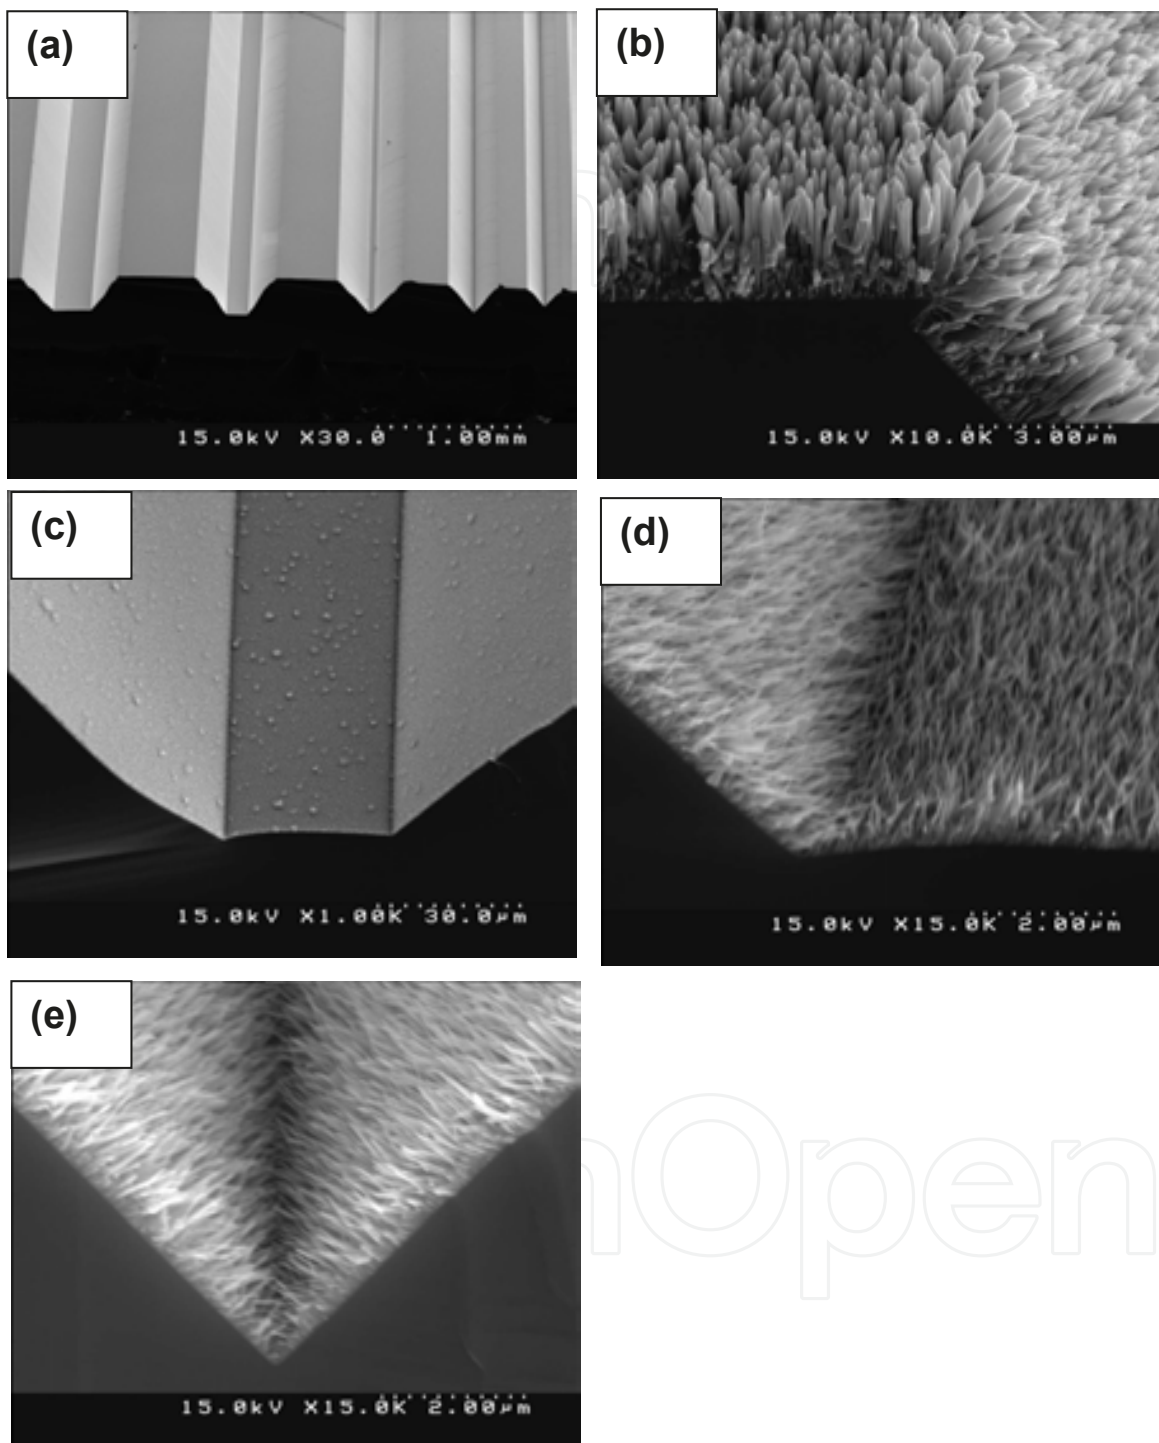 (a)
(b)
15.0kV X30.0 1.00mm
15.0kV X10.0K 3.00µm
(c)
(d)
15.0kV X1.00K 30.0µm
15.0kV X15.0K 2.00µm
(e)
nOpen
15.0kV X15.0K 2.00µm